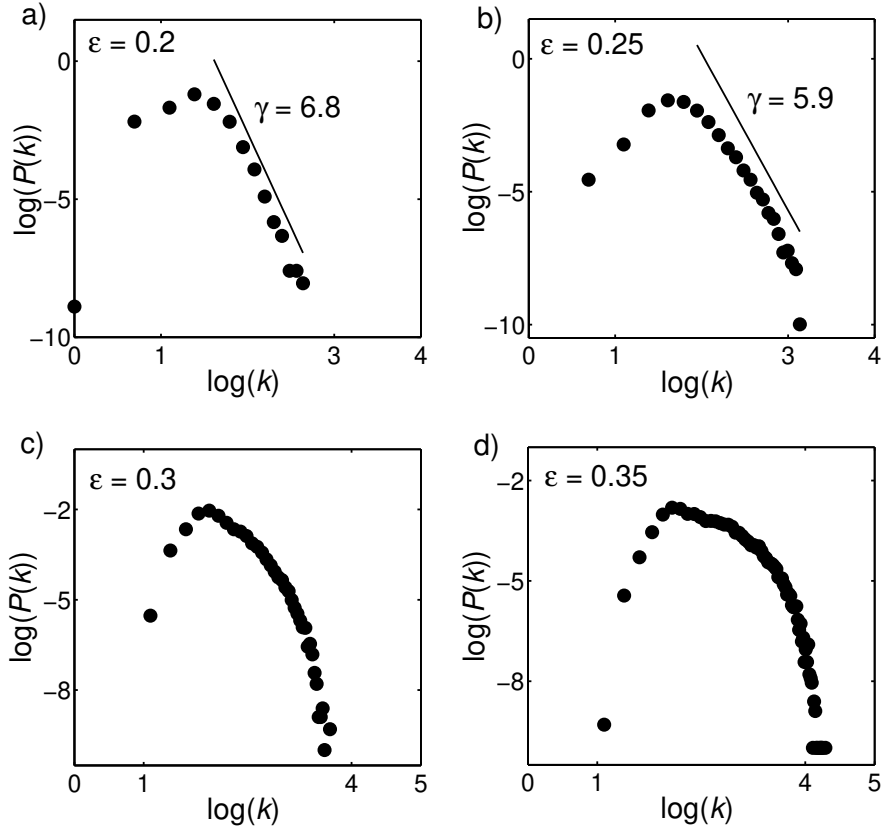 a)
ε = 0.2
γ = 6.8
0
−5
−10
0
1
3
4
log(P(k))
log(k)
b)
ε = 0.25
γ = 5.9
0
−5
−10
0
1
3
4
log(P(k))
log(k)
c)
ε = 0.3
−2
−5
−8
0
1
4
5
log(P(k))
log(k)
d)
ε = 0.35
−2
−5
−8
0
1
4
5
log(P(k))
log(k)